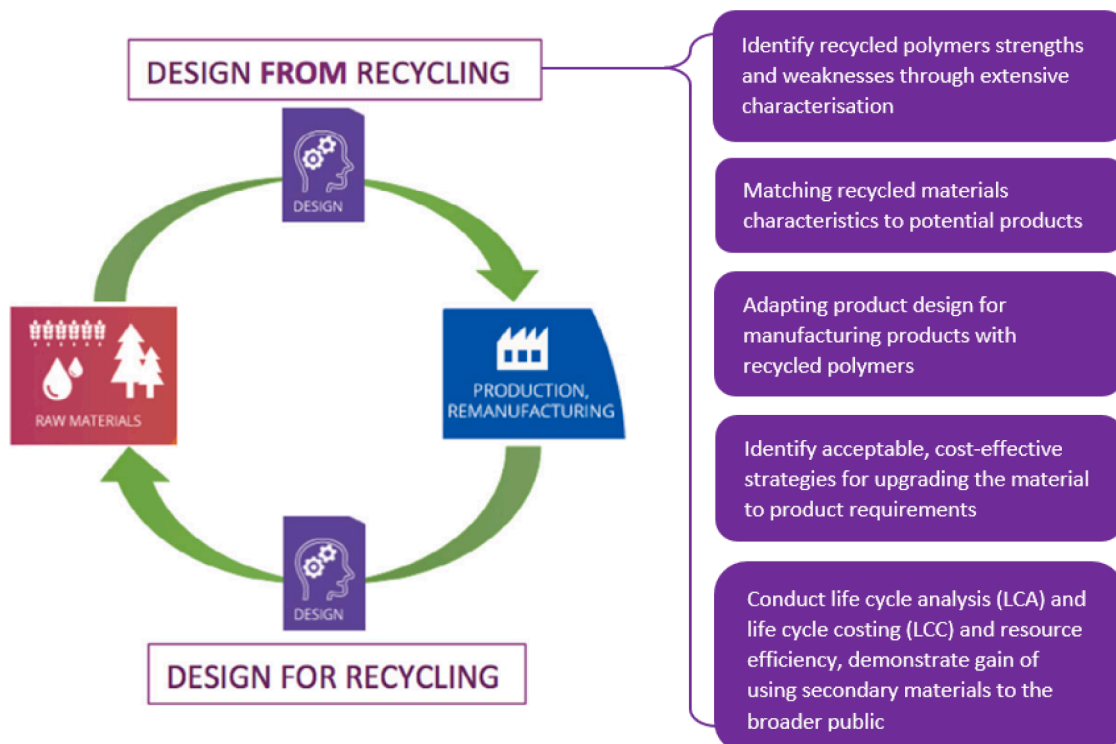 DESIGN FROM RECYCLING
DESIGN
RAW MATERIALS
PRODUCTION,
REMANUFACTURING
DESIGN
DESIGN FOR RECYCLING
Identify recycled polymers strengths
and weaknesses through extensive
characterisation
Matching recycled materials
characteristics to potential products
Adapting product design for
manufacturing products with
recycled polymers
Identify acceptable, cost-effective
strategies for upgrading the material
to product requirements
Conduct life cycle analysis (LCA) and
life cycle costing (LCC) and resource
efficiency, demonstrate gain of
using secondary materials to the
broader public